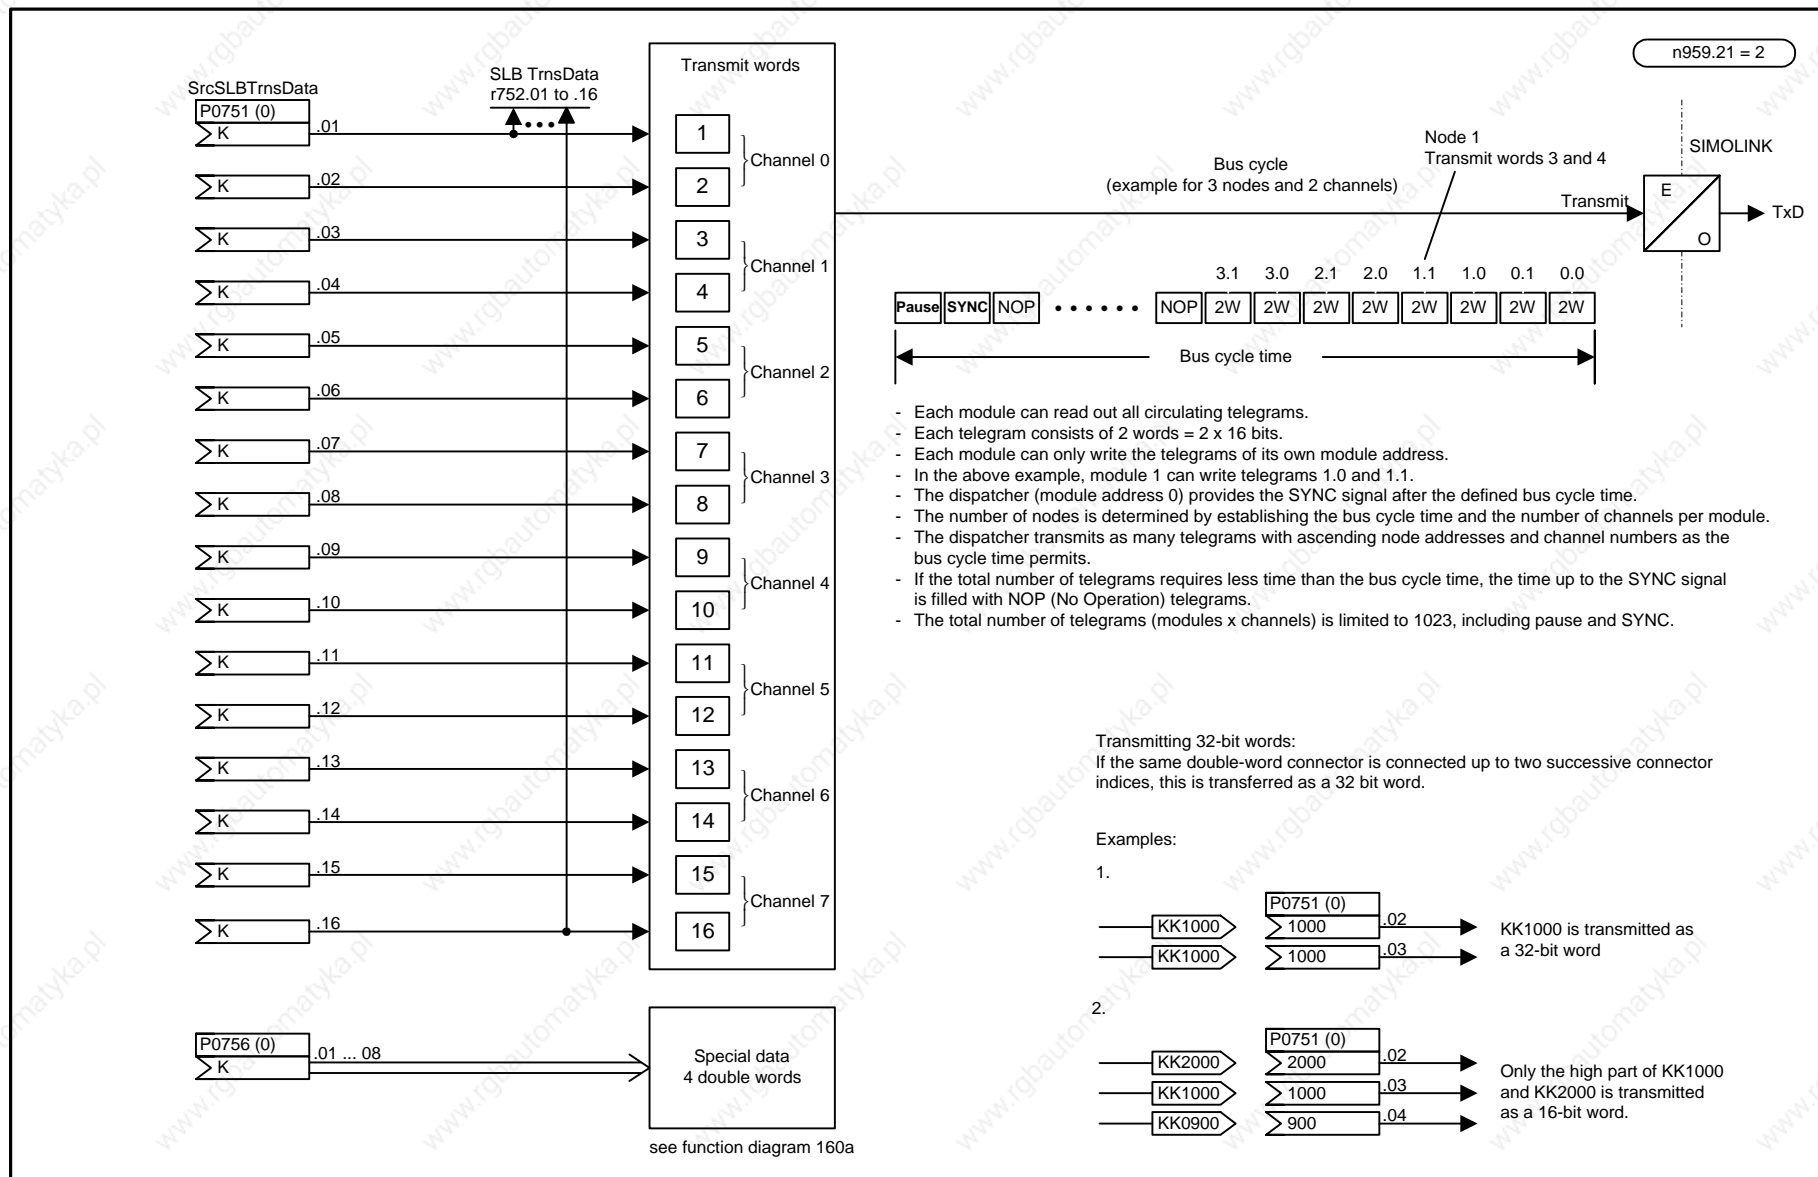 n959.21 = 2
SrcSLBTrnsData
P0751 (0)
SLB TrnsData
r752.01 to .16
Transmit words
K .01 1
K .02 2
Channel 0
K .03 3
K .04 4
Channel 1
K .05 5
K .06 6
Channel 2
K .07 7
K .08 8
Channel 3
K .09 9
K .10 10
Channel 4
K .11 11
K .12 12
Channel 5
K .13 13
K .14 14
Channel 6
K .15 15
K .16 16
Channel 7
P0756 (0)
K .01 ... 08
Special data
4 double words
see function diagram 160a
Bus cycle
(example for 3 nodes and 2 channels)
Node 1
Transmit words 3 and 4
Transmit
SIMOLINK
E
O
TxD
3.1 3.0 2.1 2.0 1.1 1.0 0.1 0.0
Pause SYNC NOP • • • • • • NOP 2W 2W 2W 2W 2W 2W 2W 2W
Bus cycle time
- Each module can read out all circulating telegrams.
- Each telegram consists of 2 words = 2 x 16 bits.
- Each module can only write the telegrams of its own module address.
- In the above example, module 1 can write telegrams 1.0 and 1.1.
- The dispatcher (module address 0) provides the SYNC signal after the defined bus cycle time.
- The number of nodes is determined by establishing the bus cycle time and the number of channels per module.
- The dispatcher transmits as many telegrams with ascending node addresses and channel numbers as the
bus cycle time permits.
- If the total number of telegrams requires less time than the bus cycle time, the time up to the SYNC signal
is filled with NOP (No Operation) telegrams.
- The total number of telegrams (modules x channels) is limited to 1023, including pause and SYNC.
Transmitting 32-bit words:
If the same double-word connector is connected up to two successive connector
indices, this is transferred as a 32 bit word.
Examples:
1.
P0751 (0)
KK1000 1000 .02
KK1000 1000 .03
KK1000 is transmitted as
a 32-bit word
2.
P0751 (0)
KK2000 2000 .02
KK1000 1000 .03
KK0900 900 .04
Only the high part of KK1000
and KK2000 is transmitted
as a 16-bit word.
www.rgbautomatyka.pl